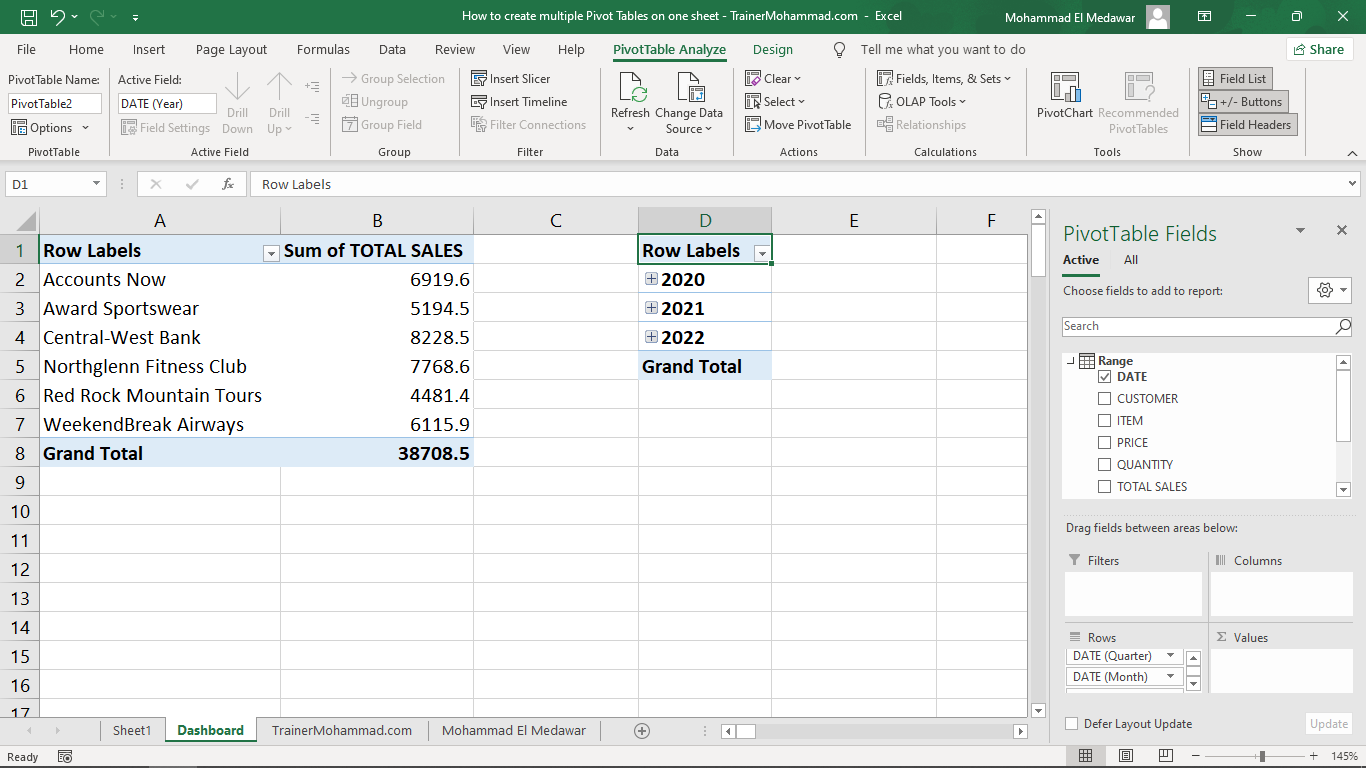 How to create multiple Pivot Tables on one sheet - TrainerMohammad.com - Excel
Mohammad El Medawar
File Home Insert Page Layout Formulas Data Review View Help PivotTable Analyze Design Tell me what you want to do Share
PivotTable Name:
PivotTable2
Options
PivotTable
Active Field:
DATE (Year)
Field Settings
Drill Down
Drill Up
Active Field
Group Selection
Ungroup
Group Field
Group
Insert Slicer
Insert Timeline
Filter Connections
Filter
Refresh
Change Data Source
Data
Clear
Select
Move PivotTable
Actions
Fields, Items, & Sets
OLAP Tools
Relationships
Calculations
PivotChart
Recommended PivotTables
Tools
Field List
+/- Buttons
Field Headers
Show
D1 fx Row Labels
A B C D E F
1 Row Labels Sum of TOTAL SALES Row Labels
2 Accounts Now 6919.6 2020
3 Award Sportswear 5194.5 2021
4 Central-West Bank 8228.5 2022
5 Northglenn Fitness Club 7768.6 Grand Total
6 Red Rock Mountain Tours 4481.4
7 WeekendBreak Airways 6115.9
8 Grand Total 38708.5
9
10
11
12
13
14
15
16
17
PivotTable Fields
Active All
Choose fields to add to report:
Search
Range
DATE
CUSTOMER
ITEM
PRICE
QUANTITY
TOTAL SALES
Drag fields between areas below:
Filters Columns
Rows Σ Values
DATE (Quarter)
DATE (Month)
Defer Layout Update Update
Sheet1 Dashboard TrainerMohammad.com Mohammad El Medawar
Ready 145%